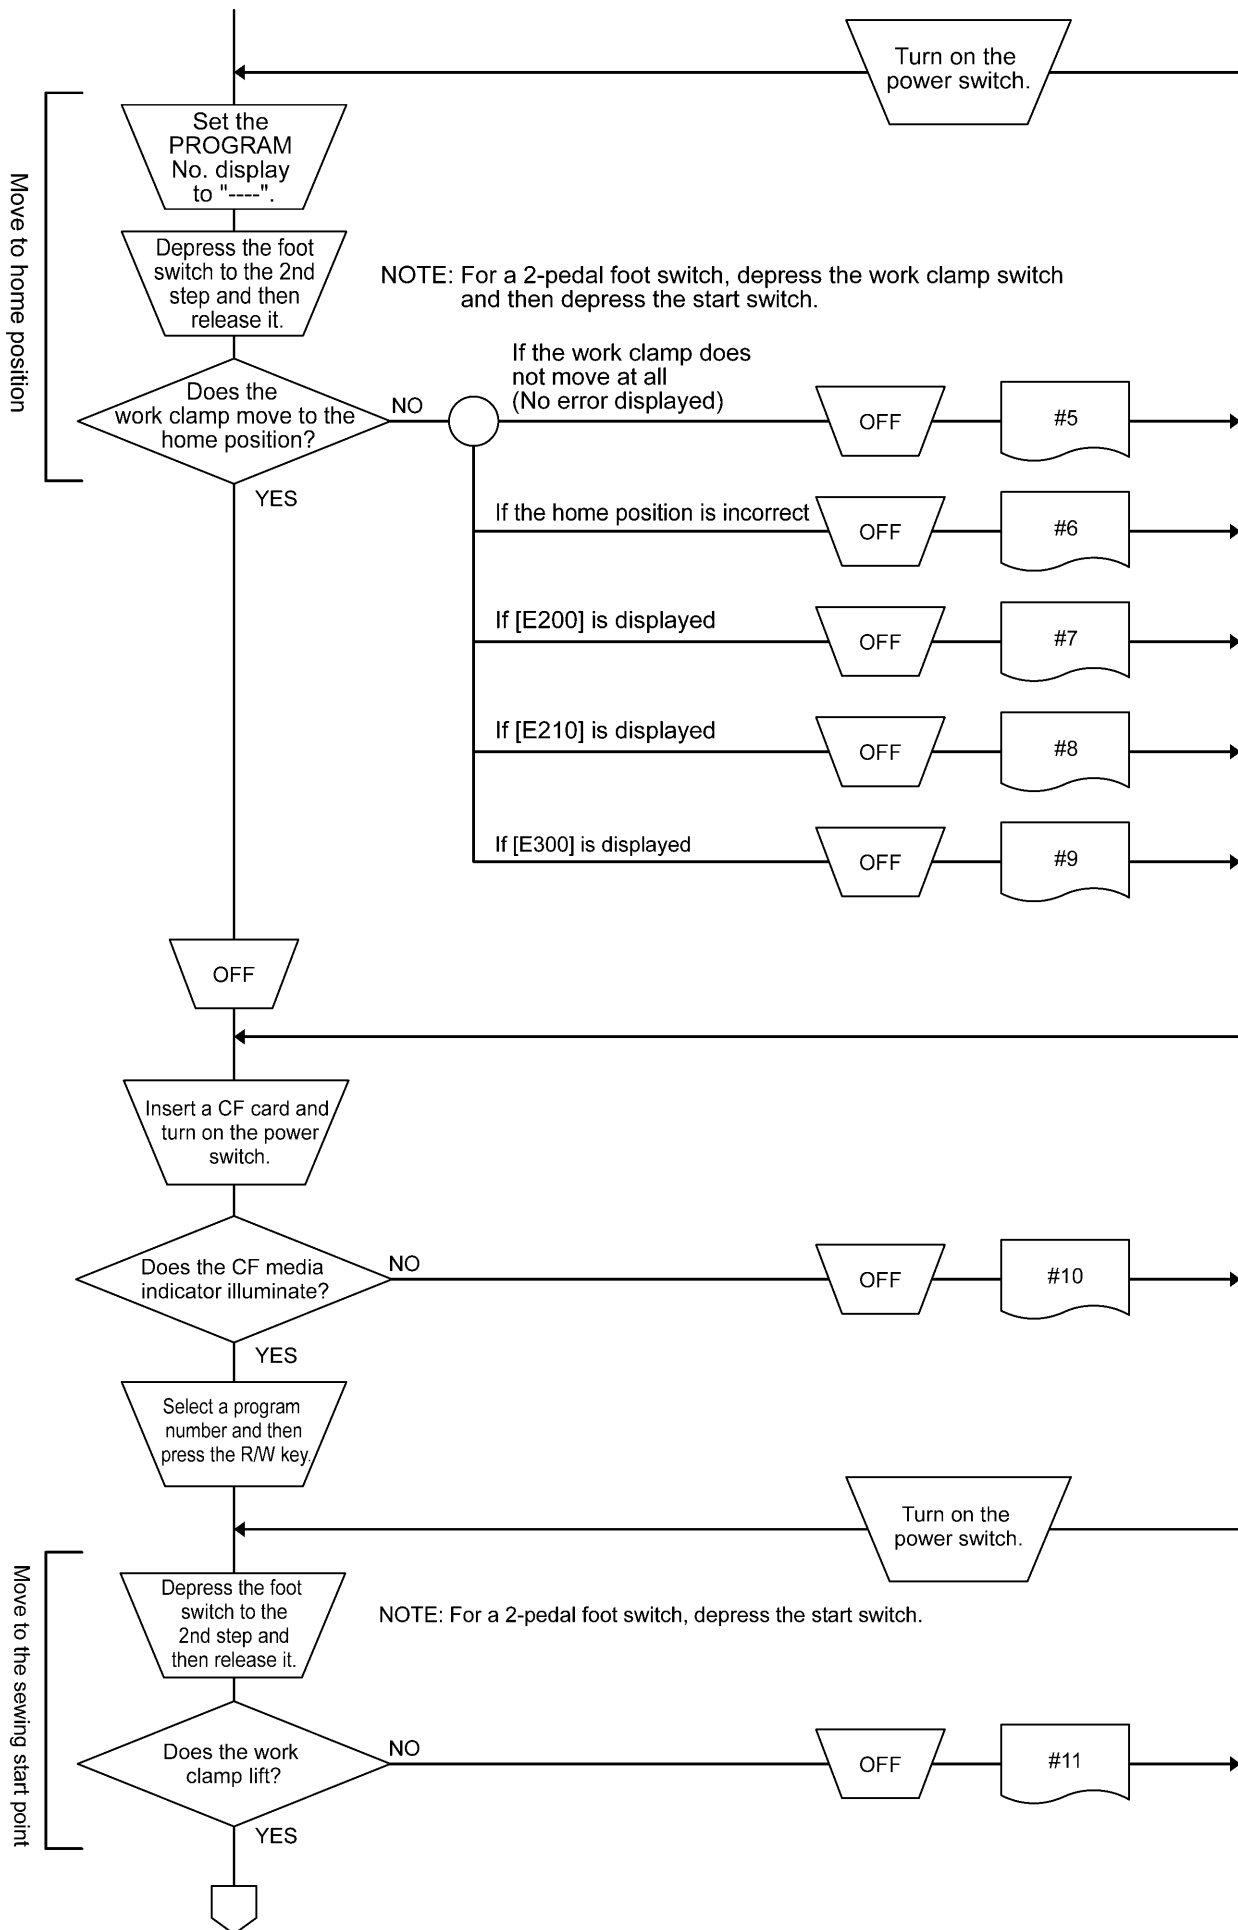 Turn on the
power switch.
Move to home position
Set the
PROGRAM
No. display
to "----".
Depress the foot
switch to the 2nd
step and then
release it.
NOTE: For a 2-pedal foot switch, depress the work clamp switch
and then depress the start switch.
Does the
work clamp move to the
home position?
NO
If the work clamp does
not move at all
(No error displayed)
OFF
#5
YES
If the home position is incorrect
OFF
#6
If [E200] is displayed
OFF
#7
If [E210] is displayed
OFF
#8
If [E300] is displayed
OFF
#9
OFF
Insert a CF card and
turn on the power
switch.
Does the CF media
indicator illuminate?
NO
OFF
#10
YES
Select a program
number and then
press the R/W key.
Turn on the
power switch.
Move to the sewing start point
Depress the foot
switch to the
2nd step and
then release it.
NOTE: For a 2-pedal foot switch, depress the start switch.
Does the work
clamp lift?
NO
OFF
#11
YES